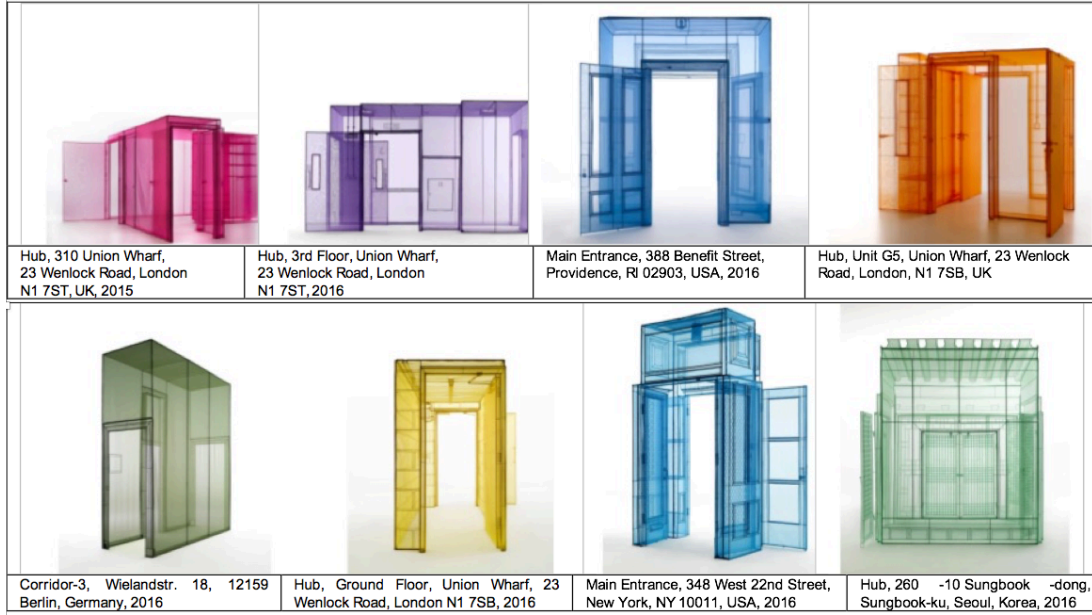 Hub, 310 Union Wharf,
23 Wenlock Road, London
N1 7ST, UK, 2015
Hub, 3rd Floor, Union Wharf,
23 Wenlock Road, London
N1 7ST, 2016
Main Entrance, 388 Benefit Street,
Providence, RI 02903, USA, 2016
Hub, Unit G5, Union Wharf, 23 Wenlock
Road, London, N1 7SB, UK
Corridor-3, Wielandstr. 18, 12159
Berlin, Germany, 2016
Hub, Ground Floor, Union Wharf, 23
Wenlock Road, London N1 7SB, 2016
Main Entrance, 348 West 22nd Street,
New York, NY 10011, USA, 2016
Hub, 260 -10 Sungbook -dong,
Sungbook-ku, Seoul, Korea, 2016